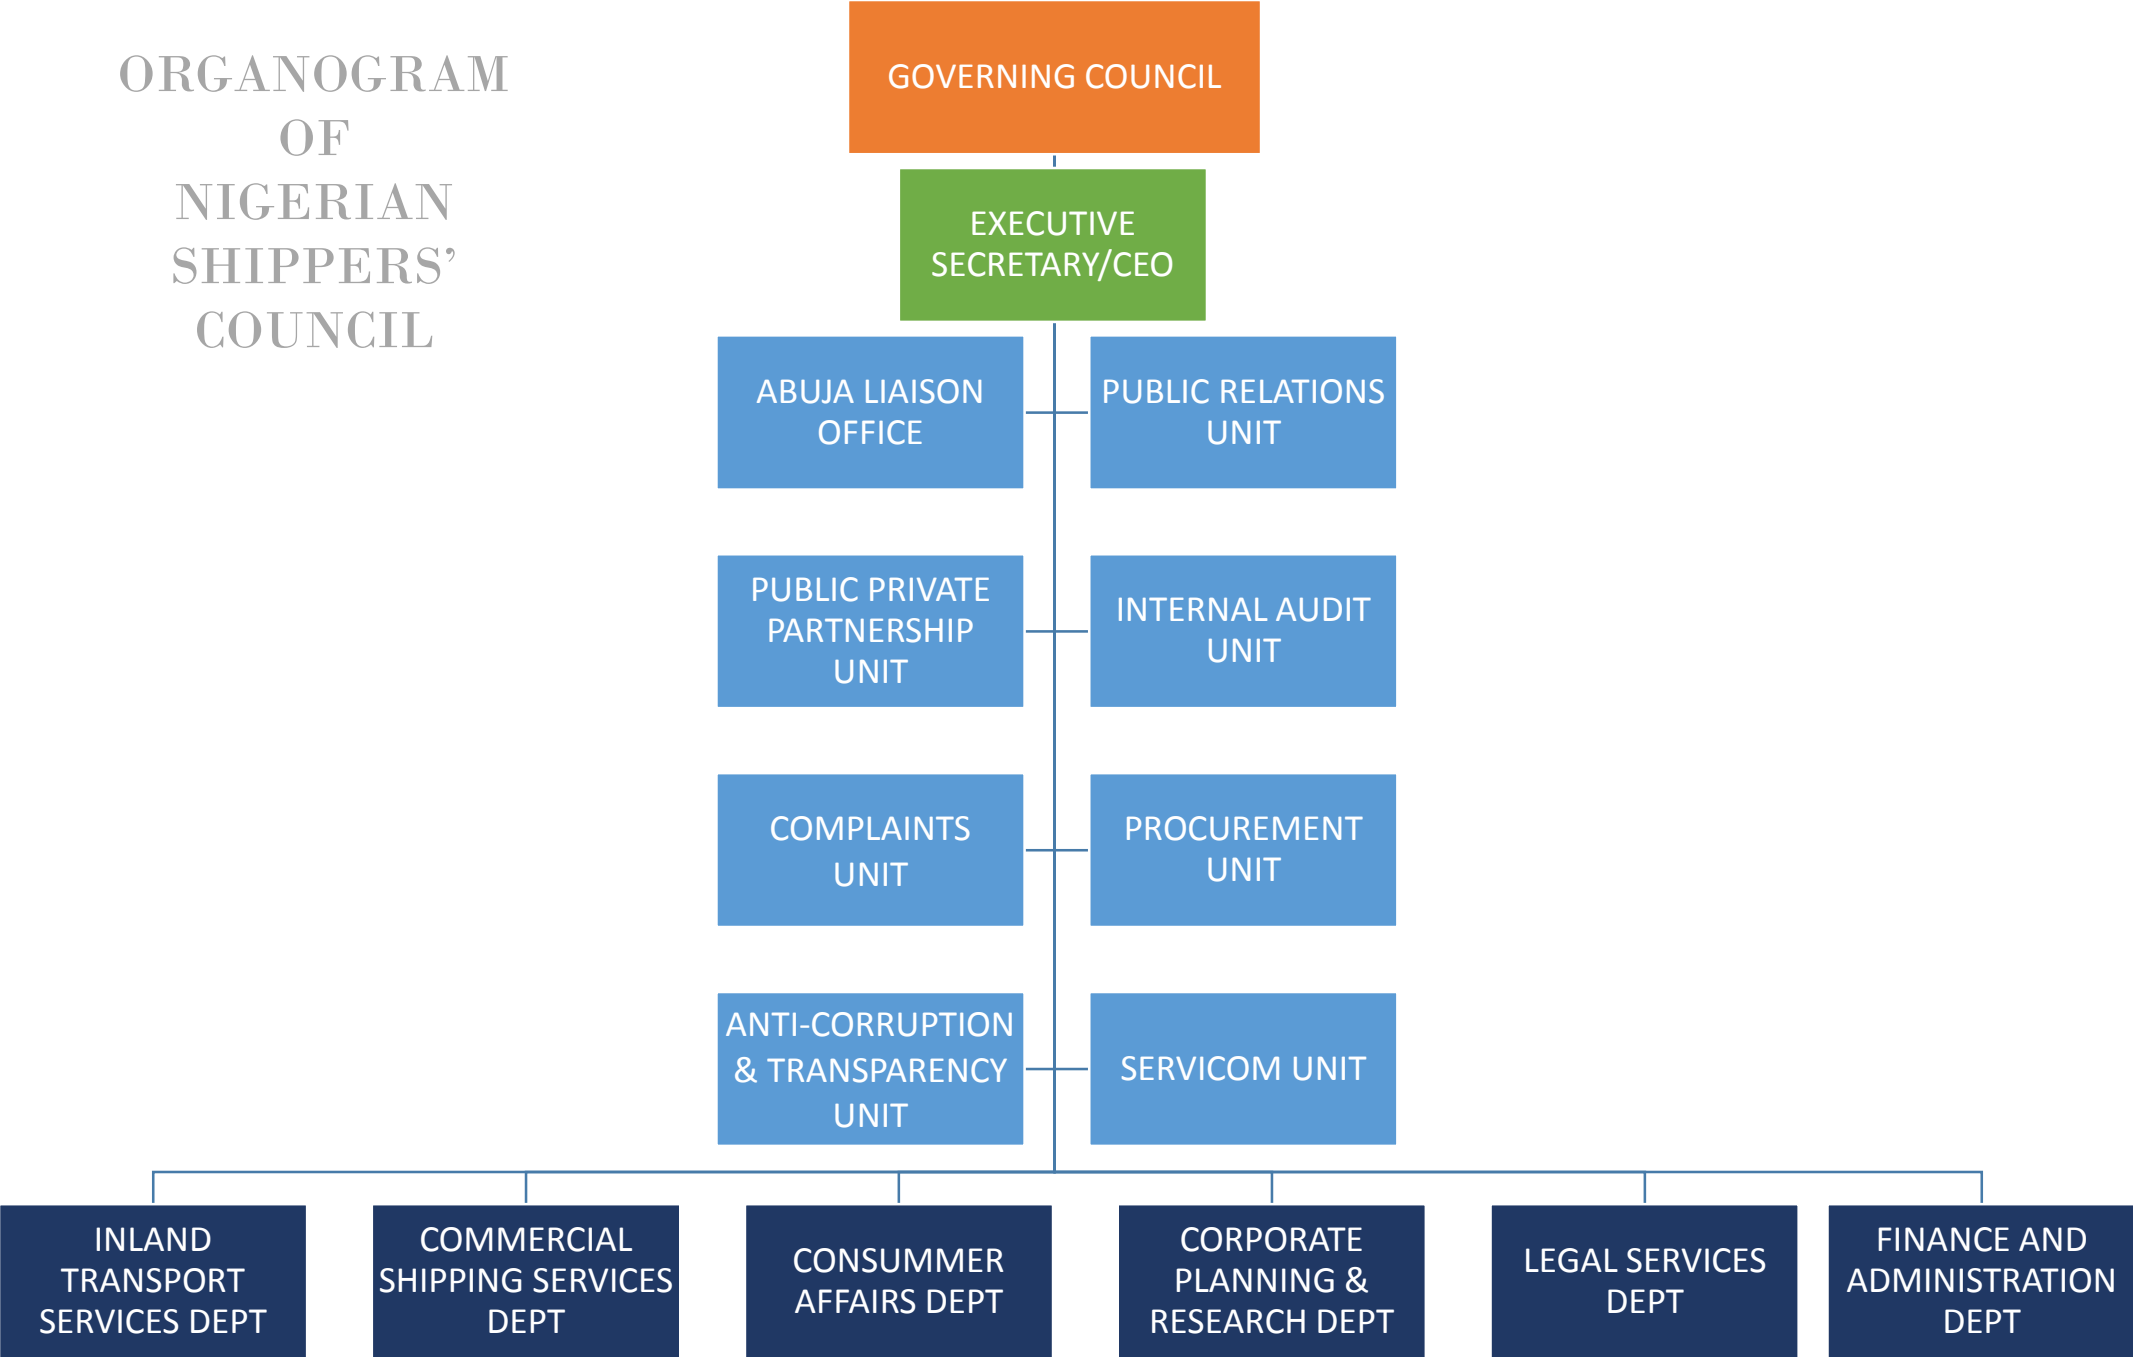 ORGANOGRAM
OF
NIGERIAN
SHIPPERS’
COUNCIL
GOVERNING COUNCIL
EXECUTIVE
SECRETARY/CEO
ABUJA LIAISON
OFFICE
PUBLIC RELATIONS
UNIT
PUBLIC PRIVATE
PARTNERSHIP
UNIT
INTERNAL AUDIT
UNIT
COMPLAINTS
UNIT
PROCUREMENT
UNIT
ANTI-CORRUPTION
& TRANSPARENCY
UNIT
SERVICOM UNIT
INLAND
TRANSPORT
SERVICES DEPT
COMMERCIAL
SHIPPING SERVICES
DEPT
CONSUMMER
AFFAIRS DEPT
CORPORATE
PLANNING &
RESEARCH DEPT
LEGAL SERVICES
DEPT
FINANCE AND
ADMINISTRATION
DEPT